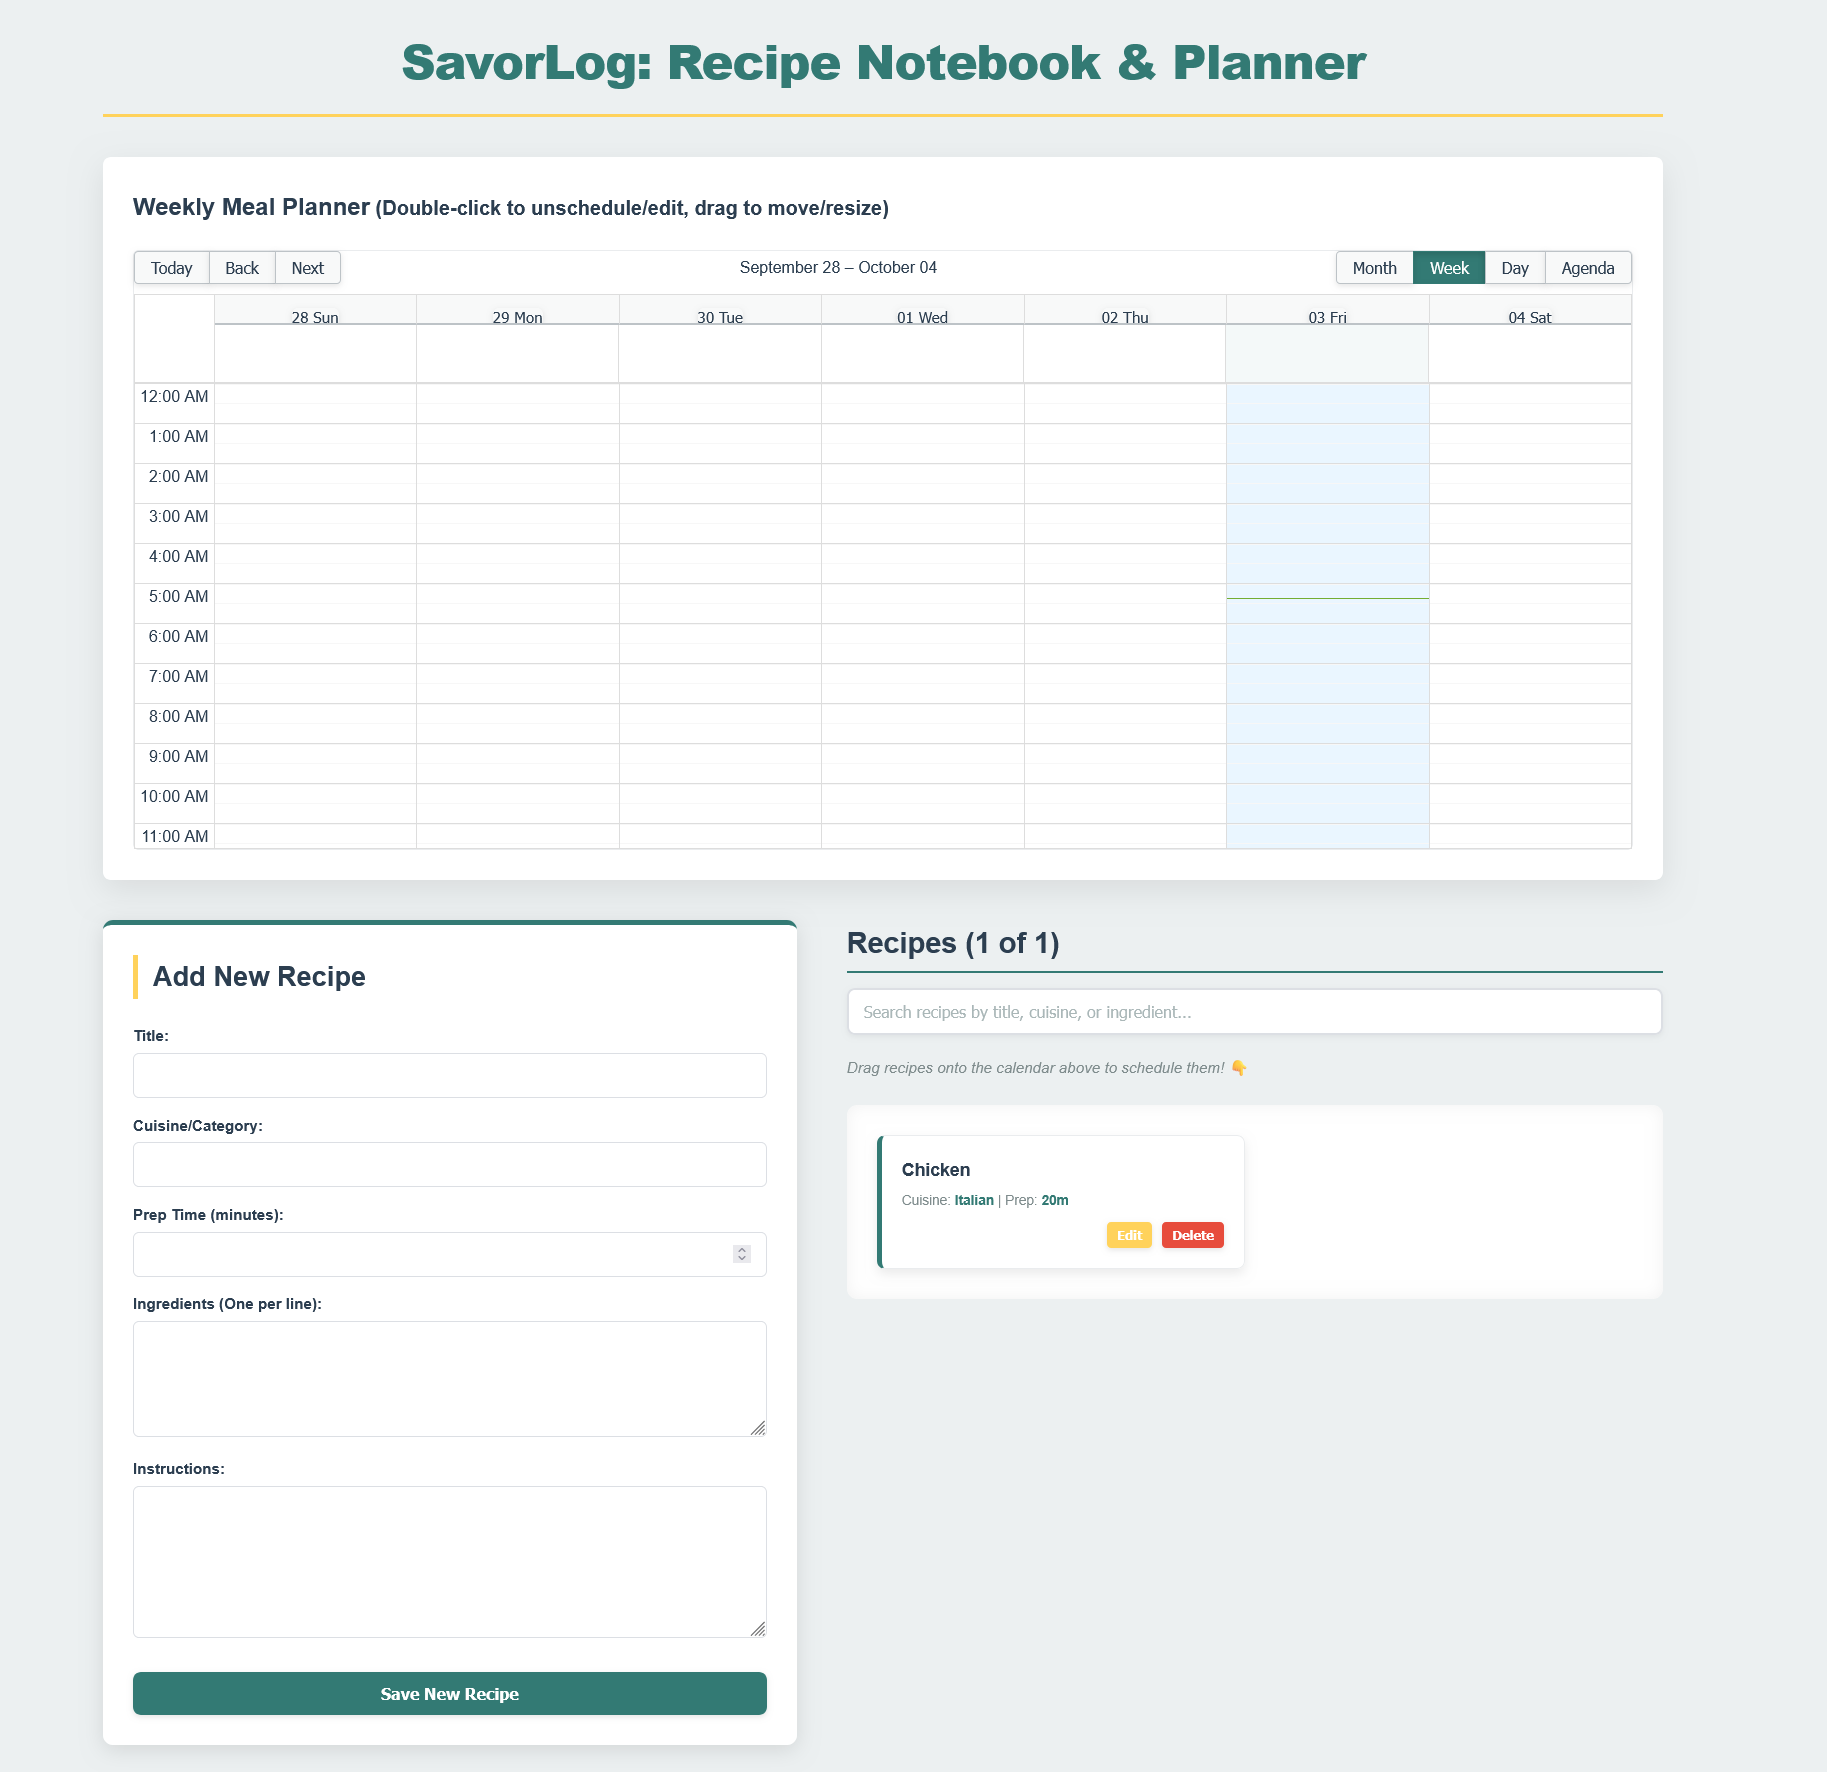 SavorLog: Recipe Notebook & Planner
Weekly Meal Planner (Double-click to unschedule/edit, drag to move/resize)
Today Back Next September 28 – October 04 Month Week Day Agenda
28 Sun 29 Mon 30 Tue 01 Wed 02 Thu 03 Fri 04 Sat
12:00 AM
1:00 AM
2:00 AM
3:00 AM
4:00 AM
5:00 AM
6:00 AM
7:00 AM
8:00 AM
9:00 AM
10:00 AM
11:00 AM
Add New Recipe
Title:
Cuisine/Category:
Prep Time (minutes):
Ingredients (One per line):
Instructions:
Save New Recipe
Recipes (1 of 1)
Search recipes by title, cuisine, or ingredient...
Drag recipes onto the calendar above to schedule them! 👇
Chicken
Cuisine: Italian | Prep: 20m
Edit Delete